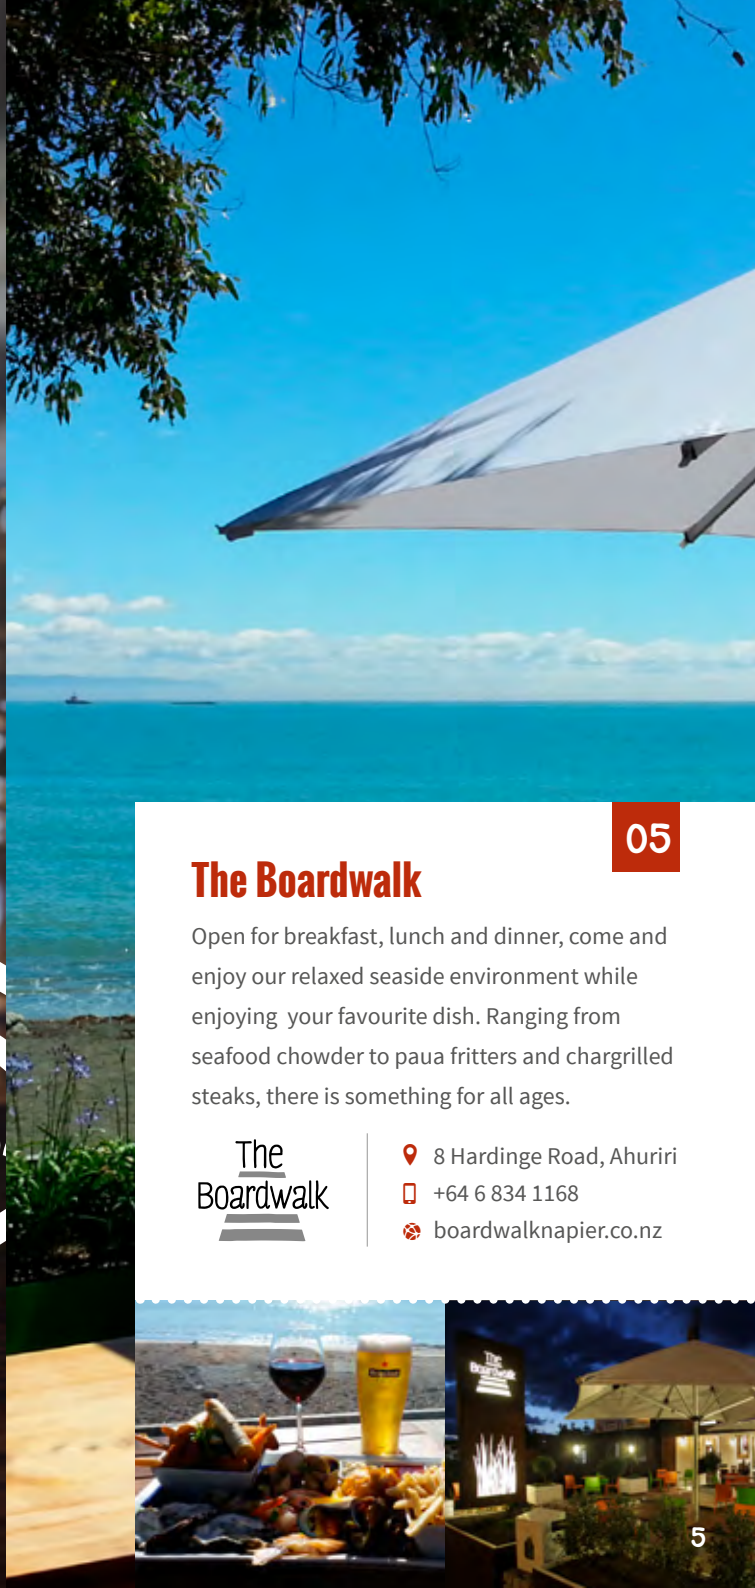 05
The Boardwalk
Open for breakfast, lunch and dinner, come and
enjoy our relaxed seaside environment while
enjoying  your favourite dish. Ranging from
seafood chowder to paua fritters and chargrilled
steaks, there is something for all ages.
The
Boardwalk
8 Hardinge Road, Ahuriri
+64 6 834 1168
boardwalknapier.co.nz
The
Boardwalk
5